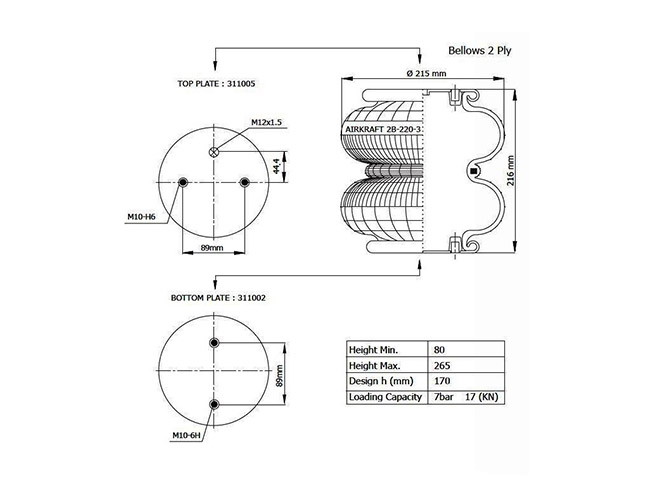 Bellows 2 Ply
TOP PLATE : 311005
Ø 215 mm
M12x1.5
AIRKRAFT 2B-220-3
44.4
216 mm
M10-H6
89mm
BOTTOM PLATE : 311002
89mm
M10-6H
Height Min. 80
Height Max. 265
Design h (mm) 170
Loading Capacity 7bar 17 (KN)